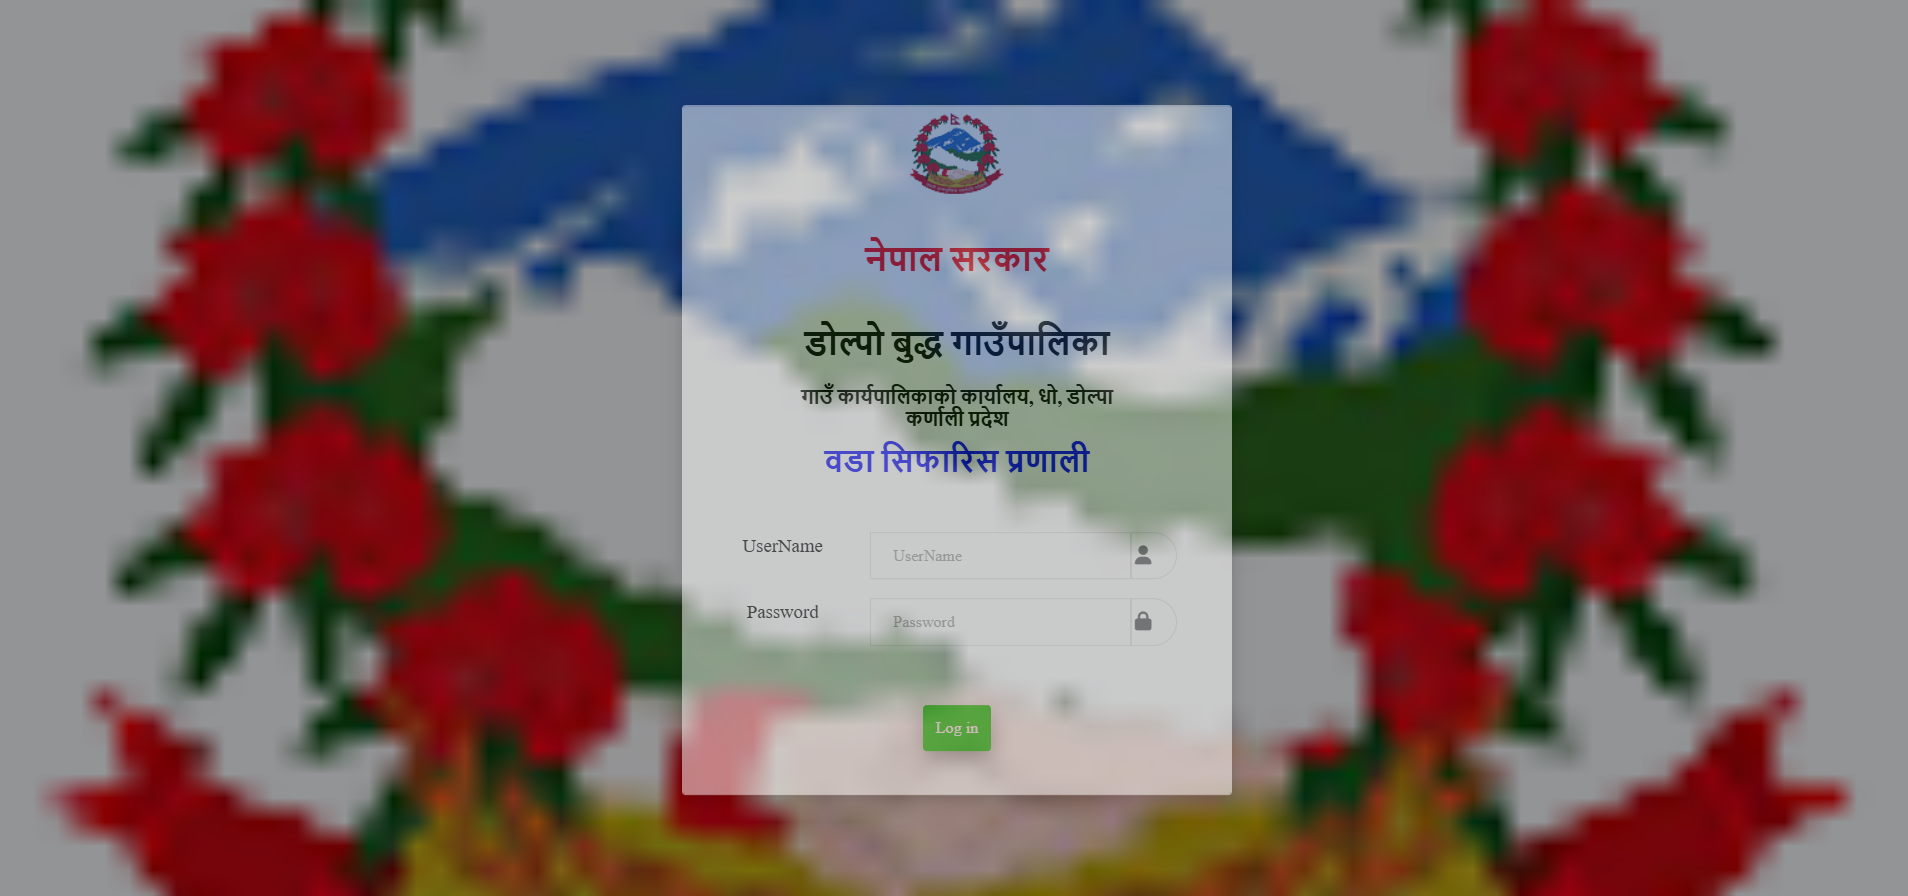 नेपाल सरकार
डोल्पो बुद्ध गाउँपालिका
गाउँ कार्यपालिकाको कार्यालय, धो, डोल्पा
कर्णाली प्रदेश
वडा सिफारिस प्रणाली
UserName
UserName
Password
Password
Log in